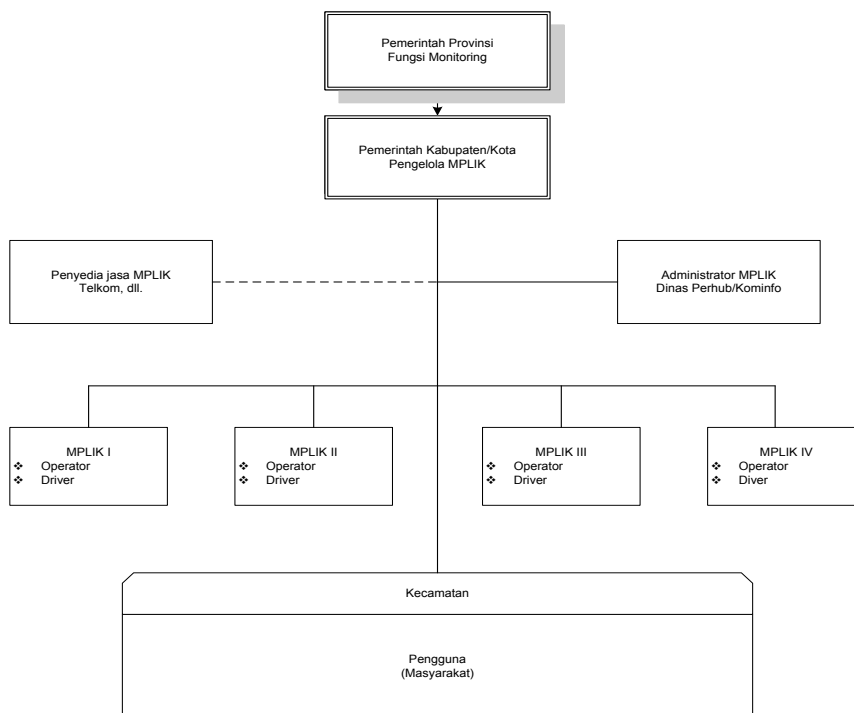 Pemerintah Provinsi
Fungsi Monitoring
Pemerintah Kabupaten/Kota
Pengelola MPLIK
Penyedia jasa MPLIK
Telkom, dll.
Administrator MPLIK
Dinas Perhub/Kominfo
MPLIK I
❖ Operator
❖ Driver
MPLIK II
❖ Operator
❖ Driver
MPLIK III
❖ Operator
❖ Driver
MPLIK IV
❖ Operator
❖ Diver
Kecamatan
Pengguna
(Masyarakat)